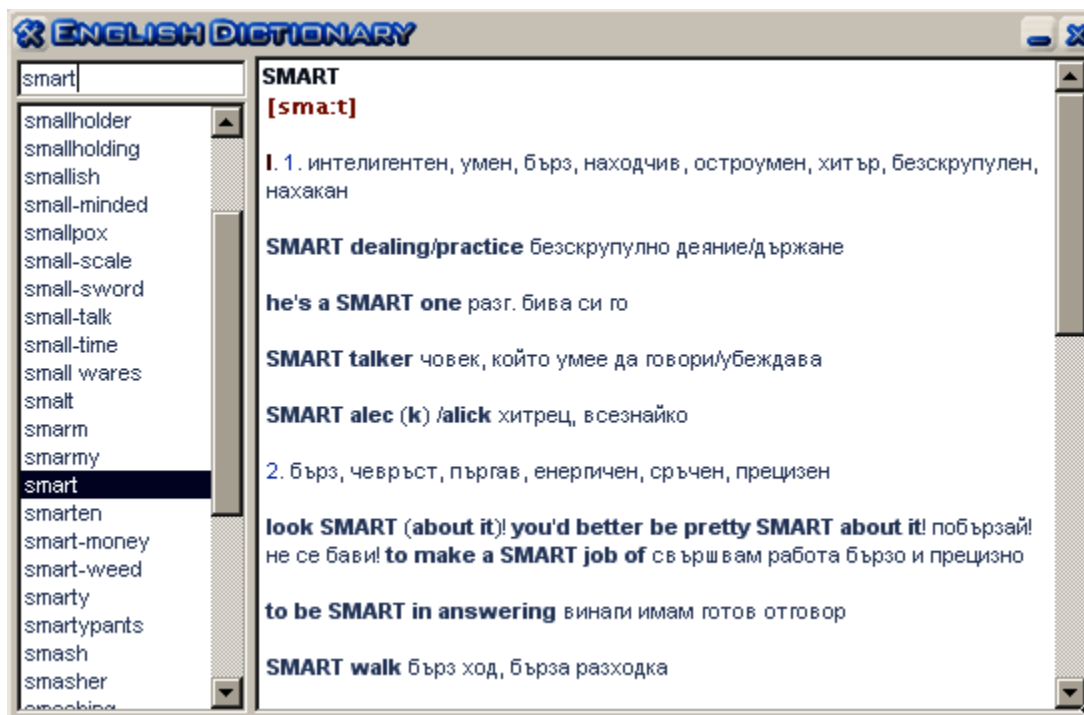 ENGLISH DICTIONARY
smart
smallholder
smallholding
smallish
small-minded
smallpox
small-scale
small-sword
small-talk
small-time
small wares
smalt
smarm
smarmy
smart
smarten
smart-money
smart-weed
smarty
smartypants
smash
smasher
SMART
[sma:t]
I. 1. интелигентен, умен, бърз, находчив, остроумен, хитър, безскрупулен,
нахакан
SMART dealing/practice безскрупулно деяние/държане
he's a SMART one разг. бива си го
SMART talker човек, който умее да говори/убеждава
SMART alec (k) /alick хитрец, всезнайко
2. бърз, чевръст, пъргав, енергичен, сръчен, прецизен
look SMART (about it)! you'd better be pretty SMART about it! побързай!
не се бави! to make a SMART job of свършвам работа бързо и прецизно
to be SMART in answering винаги имам готов отговор
SMART walk бърз ход, бърза разходка